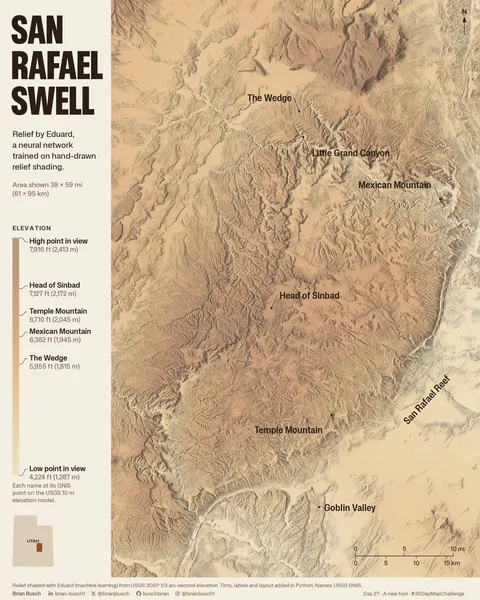 SAN
RAFAEL
SWELL
Relief by Eduard,
a neural network
trained on hand-drawn
relief shading.
Area shown 38 × 59 mi
(61 × 95 km)
ELEVATION
High point in view
7,916 ft (2,413 m)
Head of Sinbad
7,127 ft (2,172 m)
Temple Mountain
6,710 ft (2,045 m)
Mexican Mountain
6,382 ft (1,945 m)
The Wedge
5,955 ft (1,815 m)
Low point in view
4,224 ft (1,287 m)
Each name at its GNIS
point on the USGS 10 m
elevation model.
UTAH
N
The Wedge
Little Grand Canyon
Mexican Mountain
Head of Sinbad
San Rafael Reef
Temple Mountain
Goblin Valley
0 5 10 mi
0 5 10 15 km
Relief shaded with Eduard (machine learning) from USGS 3DEP 1/3 arc-second elevation. Tints, labels and layout added in Python. Names: USGS GNIS.
Brian Busch brian-busch1 @brianjbusch buschbrian @brianjbusch Day 27 · A new tool · #30DayMapChallenge